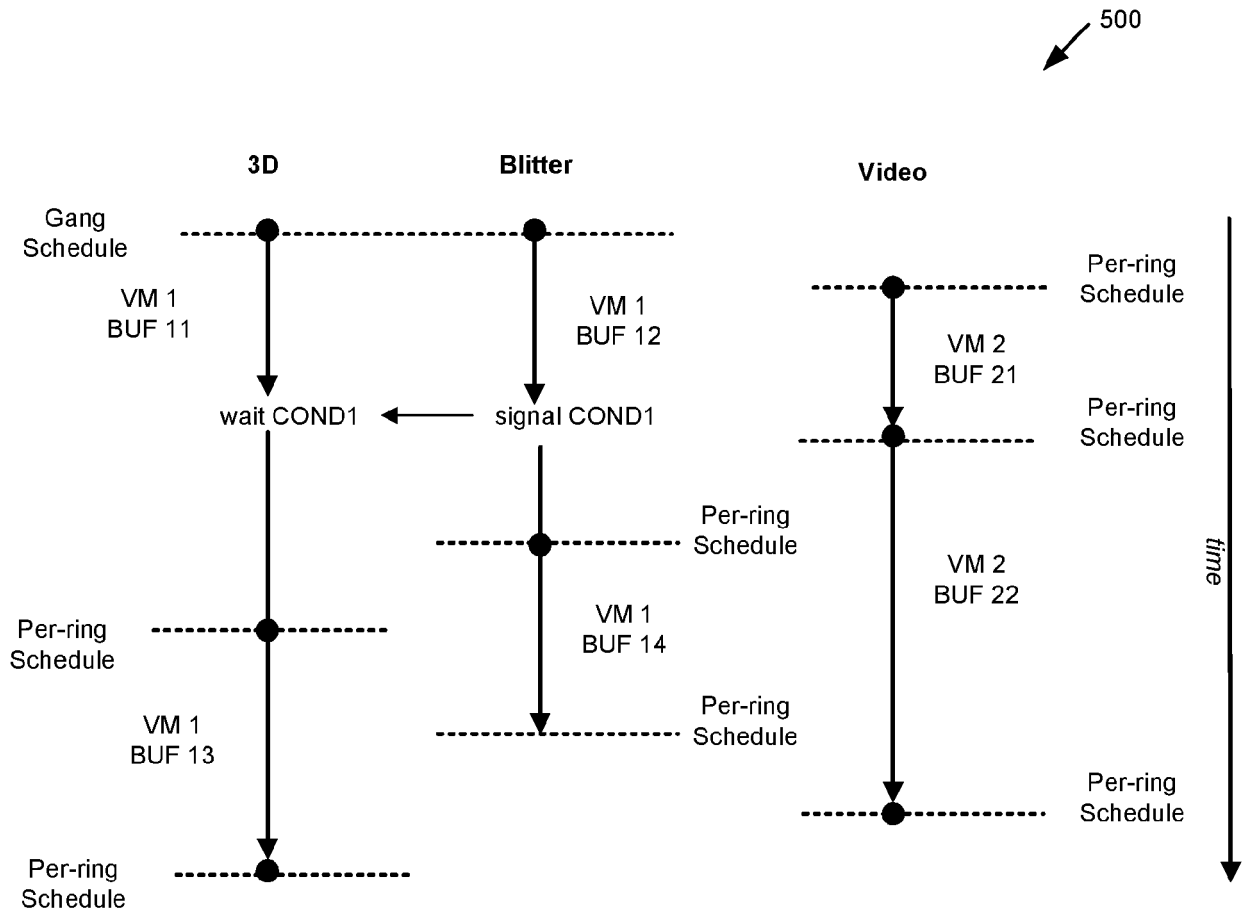 500
3D
Blitter
Video
Gang
Schedule
Per-ring
Schedule
VM 1
BUF 11
VM 1
BUF 12
VM 2
BUF 21
wait COND1
signal COND1
Per-ring
Schedule
Per-ring
Schedule
VM 2
BUF 22
time
Per-ring
Schedule
VM 1
BUF 14
VM 1
BUF 13
Per-ring
Schedule
Per-ring
Schedule
Per-ring
Schedule